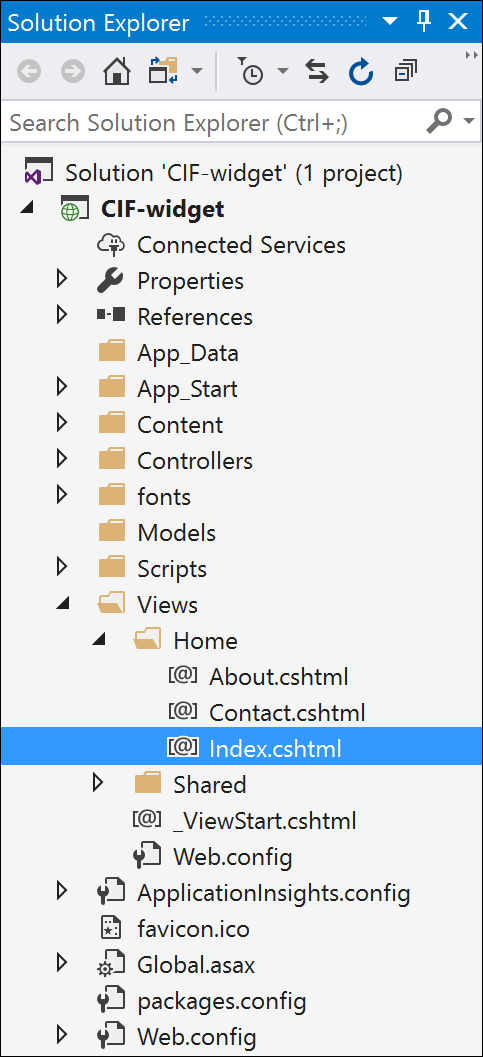 Solution Explorer
Search Solution Explorer (Ctrl+;)
Solution 'CIF-widget' (1 project)
CIF-widget
Connected Services
Properties
References
App_Data
App_Start
Content
Controllers
fonts
Models
Scripts
Views
Home
[@] About.cshtml
[@] Contact.cshtml
[@] Index.cshtml
Shared
[@] _ViewStart.cshtml
Web.config
ApplicationInsights.config
favicon.ico
Global.asax
packages.config
Web.config